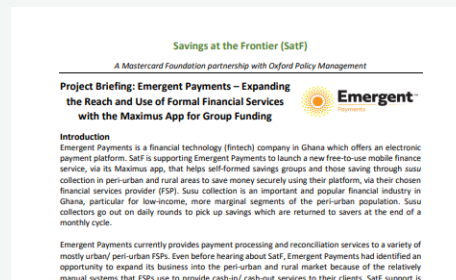 Savings at the Frontier (SatF)
A Mastercard Foundation partnership with Oxford Policy Management
Project Briefing: Emergent Payments – Expanding
the Reach and Use of Formal Financial Services
with the Maximus App for Group Funding
Emergent
Payments
Introduction
Emergent Payments is a financial technology (fintech) company in Ghana which offers an electronic
payment platform. SatF is supporting Emergent Payments to launch a new free-to-use mobile finance
service, via its Maximus app, that helps self-formed savings groups and those saving through susu
collection in peri-urban and rural areas to save money securely using their platform, via their chosen
financial services provider (FSP). Susu collection is an important and popular financial industry in
Ghana, particular for low-income, more marginal segments of the peri-urban population. Susu
collectors go out on daily rounds to pick up savings which are returned to savers at the end of a
monthly cycle.
Emergent Payments currently provides payment processing and reconciliation services to a variety of
mostly urban/ peri-urban FSPs. Even before hearing about SatF, Emergent Payments had identified an
opportunity to expand its business into the peri-urban and rural market because of the relatively
manual systems that FSPs use to provide cash-in/ cash-out services to their clients. SatF support is